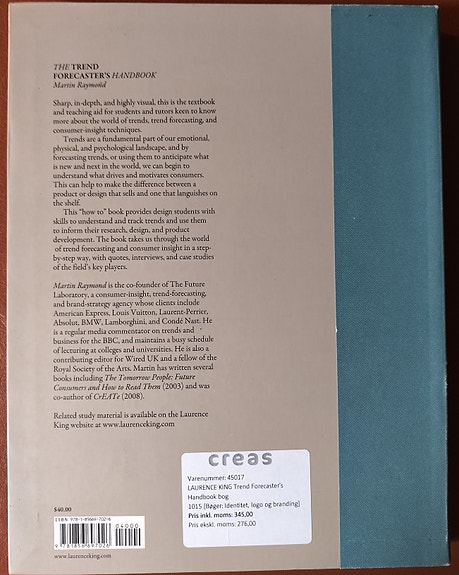 THE TREND
FORECASTER'S HANDBOOK
Martin Raymond
Sharp, in-depth, and highly visual, this is the textbook
and teaching aid for students and tutors keen to know
more about the world of trends, trend forecasting, and
consumer-insight techniques.
Trends are a fundamental part of our emotional,
physical, and psychological landscape, and by
forecasting trends, or using them to anticipate what
is new and next in the world, we can begin to
understand what drives and motivates consumers.
This can help to make the difference between a
product or design that sells and one that languishes on
the shelf.
This "how to" book provides design students with
skills to understand and track trends and use them
to inform their research, design, and product
development. The book takes us through the world
of trend forecasting and consumer insight in a step-
by-step way, with quotes, interviews, and case studies
of the field's key players.
Martin Raymond is the co-founder of The Future
Laboratory, a consumer-insight, trend-forecasting,
and brand-strategy agency whose clients include
American Express, Louis Vuitton, Laurent-Perrier,
Absolut, BMW, Lamborghini, and Condé Nast. He
is a regular media commentator on trends and
business for the BBC, and maintains a busy schedule
of lecturing at colleges and universities. He is also a
contributing editor for Wired UK and a fellow of the
Royal Society of the Arts. Martin has written several
books including The Tomorrow People: Future
Consumers and How to Read Them (2003) and was
co-author of CrEATe (2008).
Related study material is available on the Laurence
King website at www.laurenceking.com
creas
Varenummer: 45017
LAURENCE KING Trend Forecaster's
Handbook bog
1015 [Bøger: Identitet, logo og branding]
Pris inkl. moms: 345,00
Pris ekskl. moms: 276,00
$40.00
ISBN 978-1-85669-702-6
04000
9 781856 697026
www.laurenceking.com